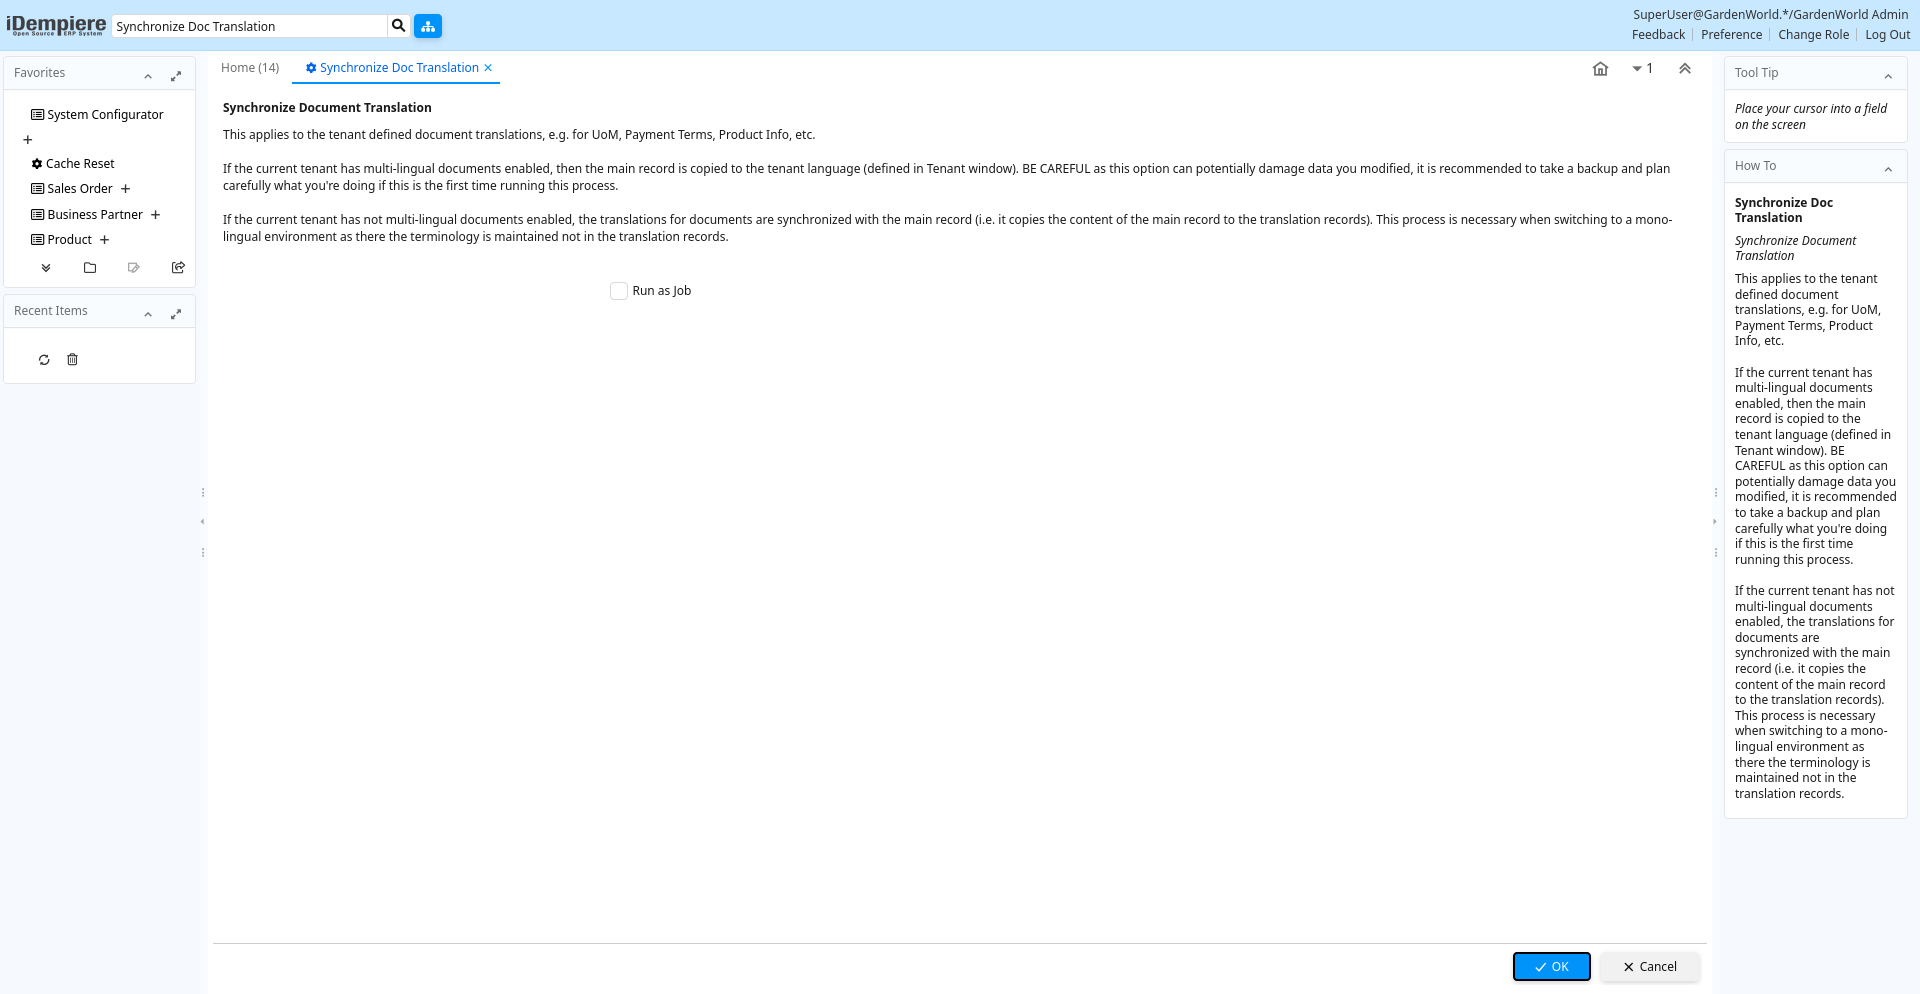 iDempiere
Open Source ERP System
Synchronize Doc Translation
SuperUser@GardenWorld.*/GardenWorld Admin
Feedback
Preference
Change Role
Log Out
Favorites
System Configurator
Cache Reset
Sales Order
Business Partner
Product
Recent Items
Home (14)
Synchronize Doc Translation
1
Synchronize Document Translation
This applies to the tenant defined document translations, e.g. for UoM, Payment Terms, Product Info, etc.
If the current tenant has multi-lingual documents enabled, then the main record is copied to the tenant language (defined in Tenant window). BE CAREFUL as this option can potentially damage data you modified, it is recommended to take a backup and plan
carefully what you're doing if this is the first time running this process.
If the current tenant has not multi-lingual documents enabled, the translations for documents are synchronized with the main record (i.e. it copies the content of the main record to the translation records). This process is necessary when switching to a mono-
lingual environment as there the terminology is maintained not in the translation records.
Run as Job
OK
Cancel
Tool Tip
Place your cursor into a field
on the screen
How To
Synchronize Doc
Translation
Synchronize Document
Translation
This applies to the tenant
defined document
translations, e.g. for UoM,
Payment Terms, Product
Info, etc.
If the current tenant has
multi-lingual documents
enabled, then the main
record is copied to the
tenant language (defined in
Tenant window). BE
CAREFUL as this option can
potentially damage data you
modified, it is recommended
to take a backup and plan
carefully what you're doing
if this is the first time
running this process.
If the current tenant has not
multi-lingual documents
enabled, the translations for
documents are
synchronized with the main
record (i.e. it copies the
content of the main record
to the translation records).
This process is necessary
when switching to a mono-
lingual environment as
there the terminology is
maintained not in the
translation records.